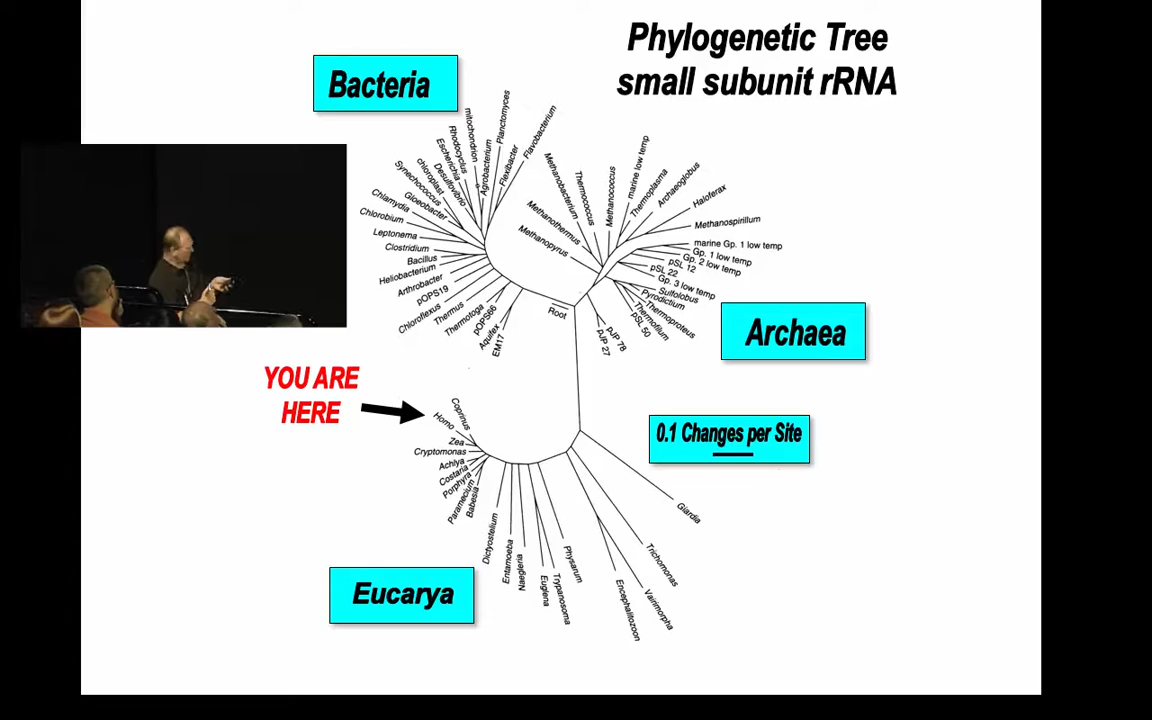 Phylogenetic Tree
small subunit rRNA
Bacteria
mitochondrion
Rhodocyclus
Escherichia
Desulfovibrio
chloroplast
Synechococcus
Gloeobacter
Chlamydia
Chlorobium
Leptonema
Clostridium
Bacillus
Heliobacterium
Arthrobacter
pOPS19
Chloroflexus
Thermus
Thermotoga
pOPS66
Aquifex
EM17
Agrobacterium
Planctomyces
Flexibacter
Flavobacterium
Root
Methanobacterium
Methanothermus
Methanopyrus
Thermococcus
Methanococcus
marine low temp
Thermoplasma
Archaeoglobus
Haloferax
Methanospirillum
marine Gp. 1 low temp
Gp. 1 low temp
Gp. 2 low temp
pSL 12
pSL 22
Gp. 3 low temp
Sulfolobus
Pyrodictium
Thermoproteus
Thermofilum
pSL 50
pJP 78
pJP 27
Archaea
YOU ARE
HERE
0.1 Changes per Site
Coprinus
Homo
Zea
Cryptomonas
Achlya
Costaria
Porphyra
Paramecium
Babesia
Dictyostelium
Entamoeba
Naegleria
Euglena
Trypanosoma
Physarum
Encephalitozoon
Vairimorpha
Trichomonas
Giardia
Eucarya